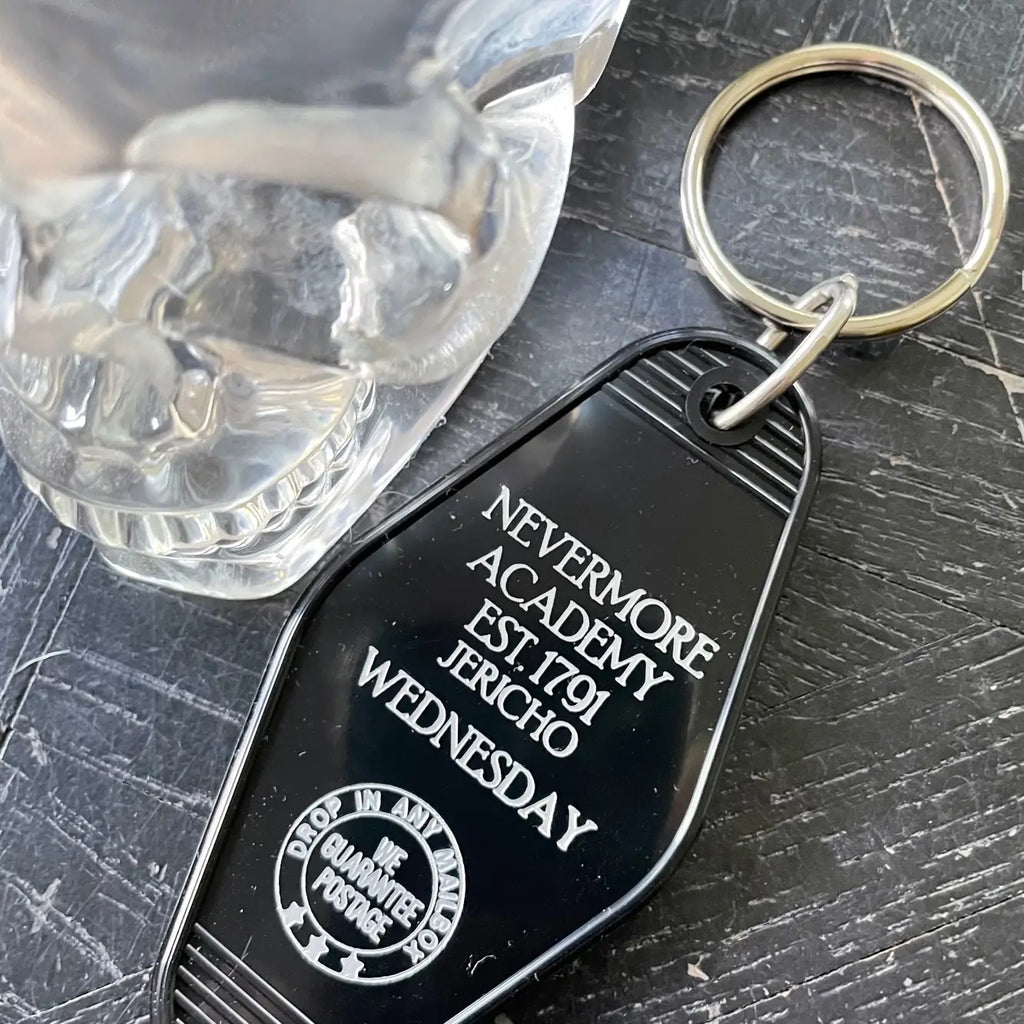 NEVERMORE
ACADEMY
EST. 1791
JERICHO
WEDNESDAY
DROP IN ANY MAILBOX
WE
GUARANTEE
POSTAGE